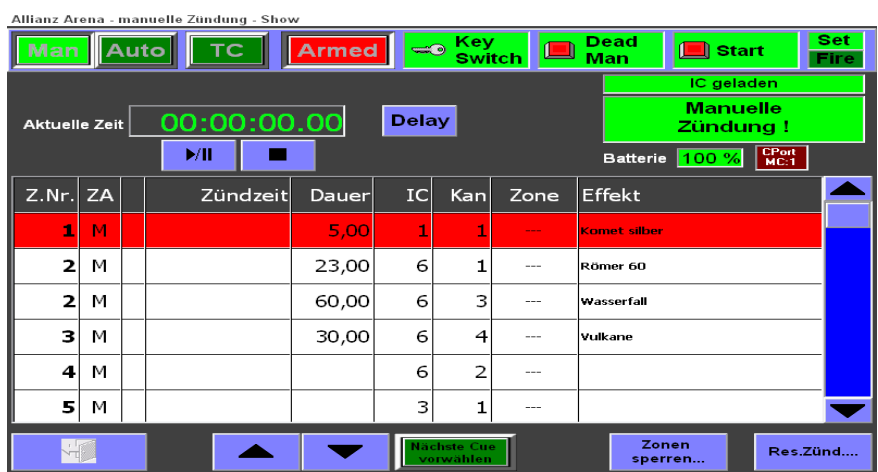 Allianz Arena - manuelle Zündung - Show
Man Auto TC Armed Key Switch Dead Man Start Set Fire
IC geladen
Manuelle Zündung !
Aktuelle Zeit 00:00:00.00 Delay
▶/II ■
Batterie 100 % CPort MC:1
Z.Nr. ZA Zündzeit Dauer IC Kan Zone Effekt
1 M 5,00 1 1 --- Komet silber
2 M 23,00 6 1 --- Römer 60
2 M 60,00 6 3 --- Wasserfall
3 M 30,00 6 4 --- Vulkane
4 M 6 2 ---
5 M 3 1 ---
Nächste Cue vorwählen
Zonen sperren...
Res.Zünd....